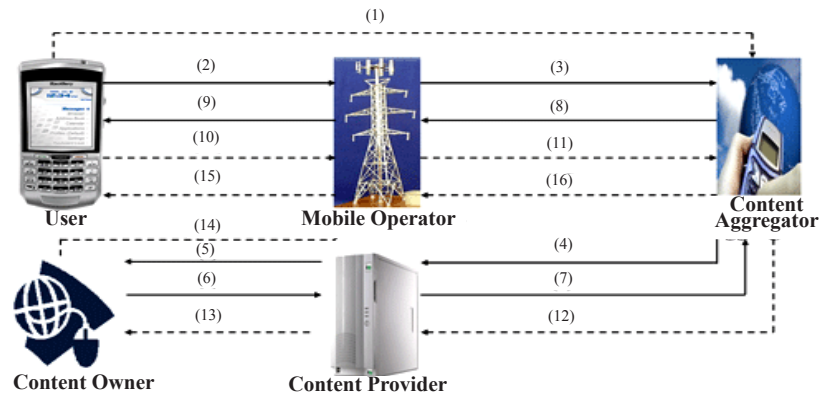 (1)
(2)
(3)
(9)
(8)
(10)
(11)
(15)
(16)
User
Mobile Operator
Content
Aggregator
(14)
(5)
(4)
(6)
(7)
(13)
(12)
Content Owner
Content Provider